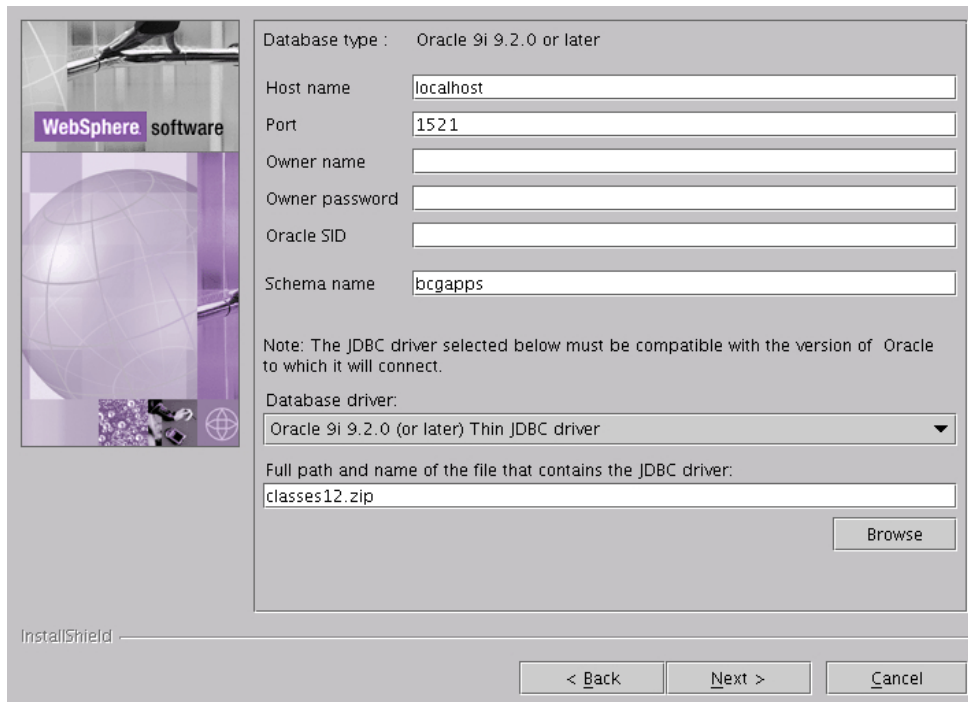 WebSphere software
Database type : Oracle 9i 9.2.0 or later
Host name localhost
Port 1521
Owner name
Owner password
Oracle SID
Schema name bcgapps
Note: The JDBC driver selected below must be compatible with the version of Oracle
to which it will connect.
Database driver:
Oracle 9i 9.2.0 (or later) Thin JDBC driver
Full path and name of the file that contains the JDBC driver:
classes12.zip
Browse
InstallShield
< Back Next > Cancel